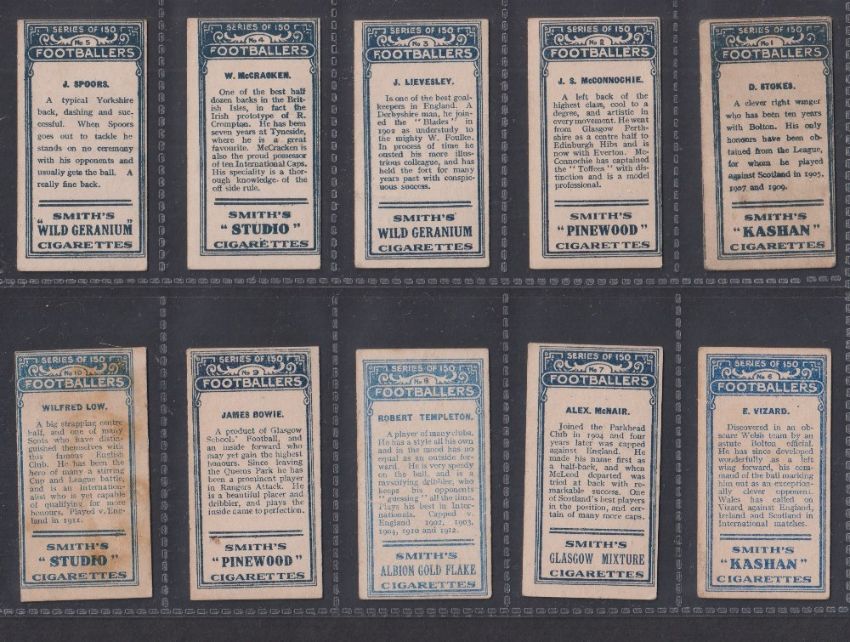 SERIES OF 150
No 5
FOOTBALLERS
J. SPOORS.
A typical Yorkshire
back, dashing and suc-
cessful. When Spoors
goes out to tackle he
stands on no ceremony
with his opponents and
usually gets the ball. A
really fine back.
SMITH'S
"WILD GERANIUM"
CIGARETTES
SERIES OF 150
No 4
FOOTBALLERS
W. McCRACKEN.
One of the best half
dozen backs in the Brit-
ish Isles, in fact the
Irish prototype of R.
Crompton. He has been
seven years at Tyneside,
where he is a great
favourite. McCracken is
also the proud possessor
of ten International Caps.
His speciality is a tho-
rough knowledge of the
off side rule.
SMITH'S
"STUDIO"
CIGARETTES
SERIES OF 150
No 3
FOOTBALLERS
J. LIEVESLEY.
Is one of the best goal-
keepers in England. A
Derbyshire man, he joined
the "Blades" in
1902 as understudy to
the mighty W. Foulke.
In process of time he
ousted his more illus-
trious colleague, and has
held the fort for many
years past with conspic-
uous success.
SMITH'S
WILD GERANIUM
CIGARETTES
SERIES OF 150
No 2
FOOTBALLERS
J. S. McCONNOCHIE.
A left back of the
highest class, cool to a
degree, and artistic in
every movement. He went
from Glasgow Perth-
shire as a centre half to
Edinburgh Hibs and is
now with Everton. Mc-
Connochie has captained
the "Toffees" with dis-
tinction and is a model
professional.
SMITH'S
"PINEWOOD"
CIGARETTES
SERIES OF 150
No 1
FOOTBALLERS
D. STOKES.
A clever right winger
who has been ten years
with Bolton. His only
honours have been ob-
tained from the League,
for whom he played
against Scotland in 1905,
1907 and 1909.
SMITH'S
"KASHAN"
CIGARETTES
SERIES OF 150
No 10
FOOTBALLERS
WILFRED LOW.
A big strapping centre
half, and one of many
Scots who have distin-
guished themselves with
this famous English
Club. He has been the
hero of many a stirring
Cup and League battle,
and is an internation-
alist who is yet capable
of qualifying for more
honours. Played v. Eng-
land in 1911.
SMITH'S
"STUDIO"
CIGARETTES
SERIES OF 150
No 9
FOOTBALLERS
JAMES BOWIE.
A product of Glasgow
Schools' Football, and
an inside forward who
may yet gain the highest
honours. Since leaving
the Queens Park he has
been a prominent player
in Rangers Attack. He
is a beautiful placer and
dribbler, and plays the
inside game to perfection.
SMITH'S
"PINEWOOD"
CIGARETTES
SERIES OF 150
No 8
FOOTBALLERS
ROBERT TEMPLETON.
A player of many clubs.
He has a style all his own
and in the mood has no
equal as an outside for-
ward. He is very speedy
on the ball, and is a
mystifying dribbler, who
keeps his opponents
"guessing" all the time.
Plays his best in Inter-
nationals. Capped v.
England 1902, 1903,
1904, 1910 and 1912.
SMITH'S
ALBION GOLD FLAKE
CIGARETTES
SERIES OF 150
No 7
FOOTBALLERS
ALEX. McNAIR.
Joined the Parkhead
Club in 1904 and four
years later was capped
against England. He
made his name first as
a half-back, and when
McLeod departed was
tried at back with re-
markable success. One
of Scotland's best players
in the position, and cer-
tain of many more caps.
SMITH'S
GLASGOW MIXTURE
CIGARETTES
SERIES OF 150
No 6
FOOTBALLERS
E. VIZARD.
Discovered in an ob-
scure Welsh team by an
astute Bolton official.
He has since developed
wonderfully as a left
wing forward, his com-
mand of the ball marking
him out as an exception-
ally clever opponent.
Wales has called on
Vizard against England,
Ireland and Scotland in
International matches.
SMITH'S
"KASHAN"
CIGARETTES